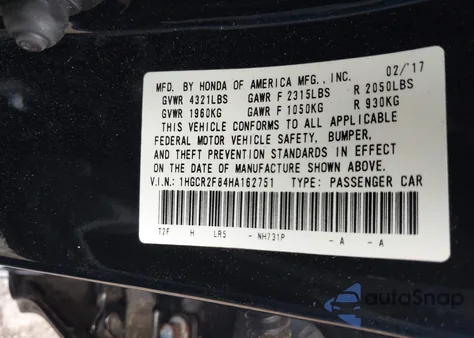 MFD. BY HONDA OF AMERICA MFG., INC. 02/'17
GVWR 4321LBS GAWR F 2315LBS R 2050LBS
GVWR 1960KG GAWR F 1050KG R 930KG
THIS VEHICLE CONFORMS TO ALL APPLICABLE
FEDERAL MOTOR VEHICLE SAFETY, BUMPER,
AND THEFT PREVENTION STANDARDS IN EFFECT
ON THE DATE OF MANUFACTURE SHOWN ABOVE.
V.I.N.: 1HGCR2F84HA162751 TYPE: PASSENGER CAR
T2F H LR5 - NH731P - A - A
autoSnap